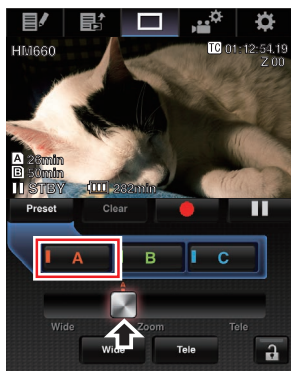 HM660
TC 01:12:54.19
Z 00
A 26min
B 50min
STBY 282min
Preset Clear
A B C
A
Wide Zoom Tele
Wide Tele